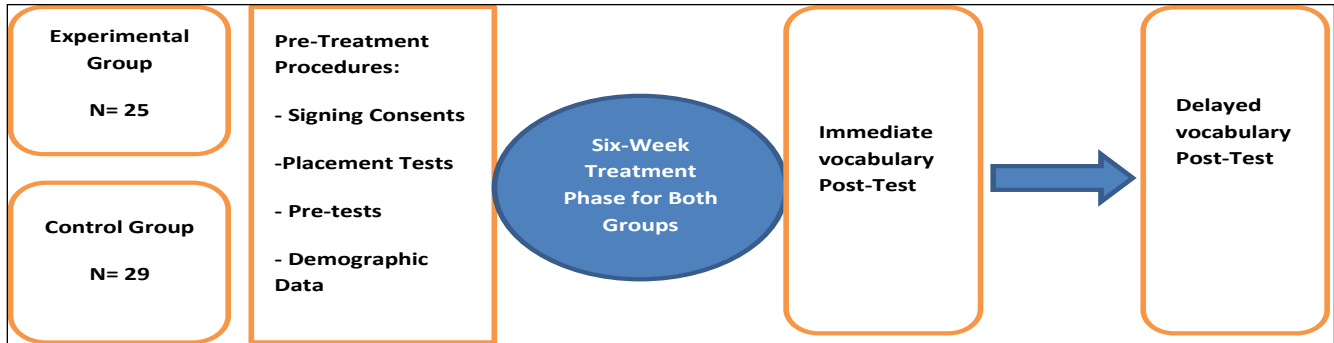 Experimental
Group
N= 25
Control Group
N= 29
Pre-Treatment
Procedures:
- Signing Consents
-Placement Tests
- Pre-tests
- Demographic
Data
Six-Week
Treatment
Phase for Both
Groups
Immediate
vocabulary
Post-Test
Delayed
vocabulary
Post-Test